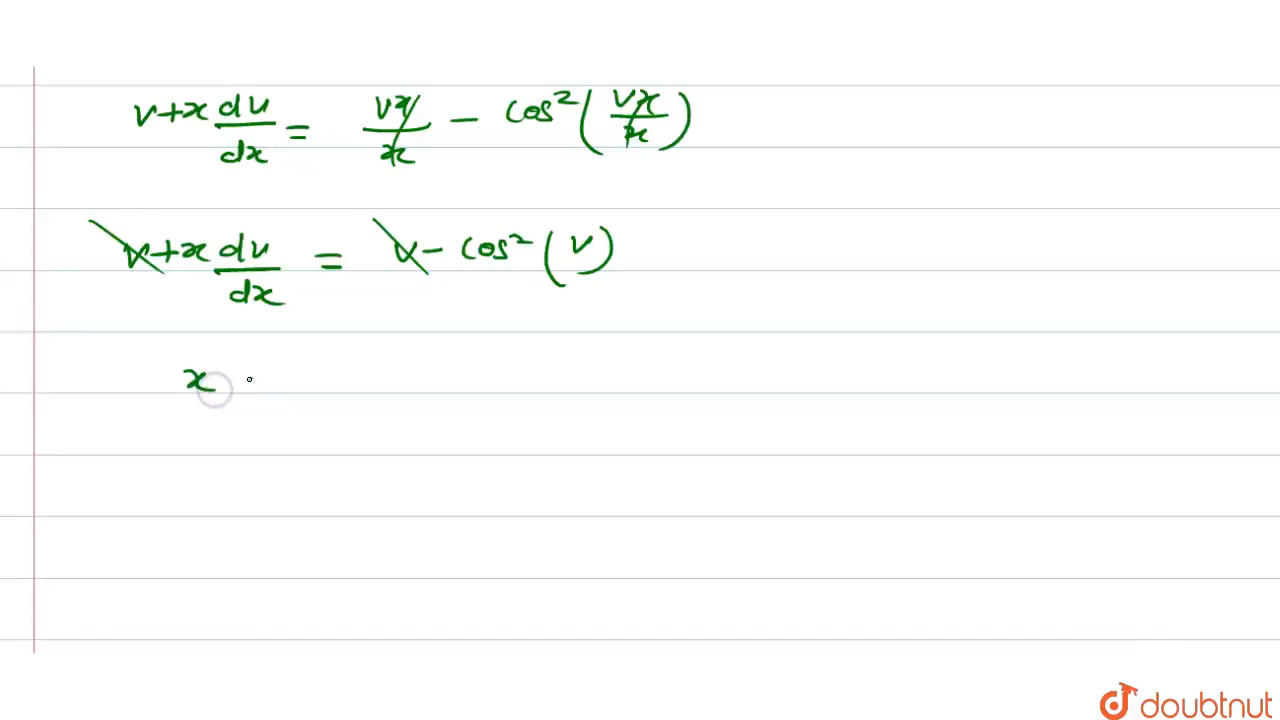 v+x dv/dx = vx/x - cos²(vx/x)
v+x dv/dx = v - cos²(v)
x
doubtnut